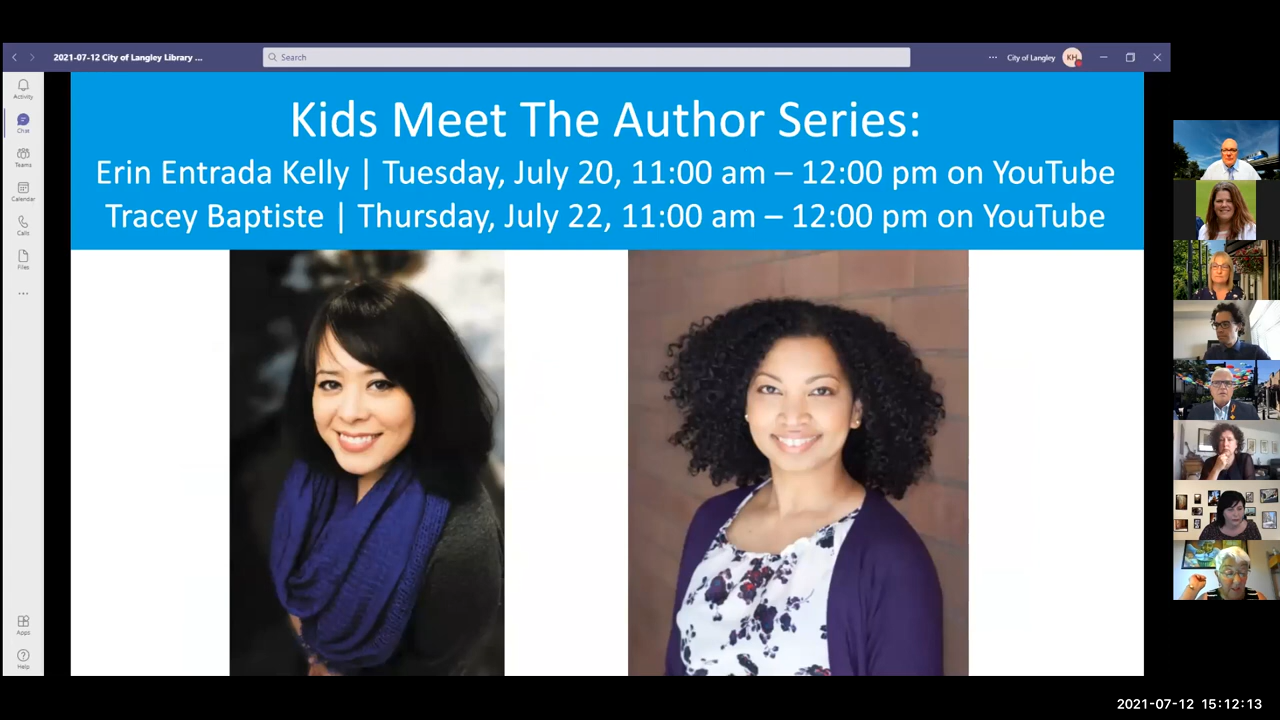 2021-07-12 City of Langley Library ...
Search
City of Langley
KH
Activity
Chat
Teams
Calendar
Calls
Files
Apps
Help
Kids Meet The Author Series:
Erin Entrada Kelly | Tuesday, July 20, 11:00 am – 12:00 pm on YouTube
Tracey Baptiste | Thursday, July 22, 11:00 am – 12:00 pm on YouTube
2021-07-12 15:12:13